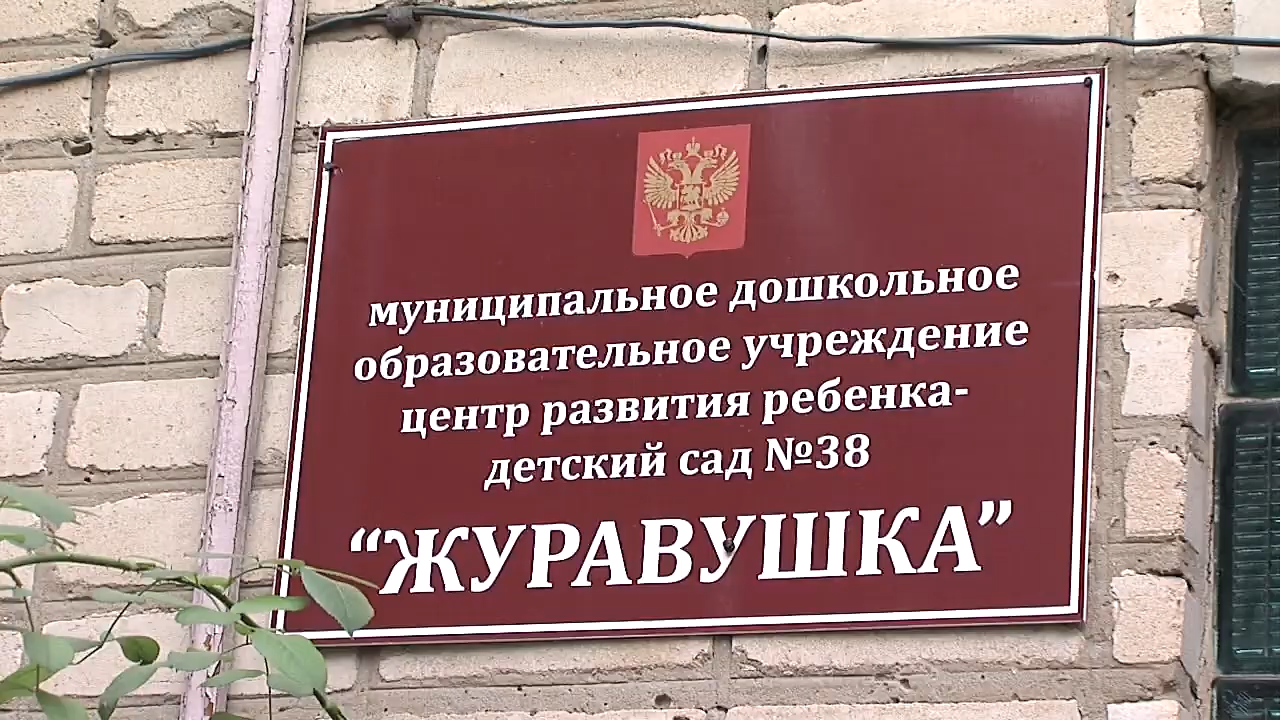 муниципальное дошкольное
образовательное учреждение
центр развития ребенка-
детский сад №38
“ЖУРАВУШКА”